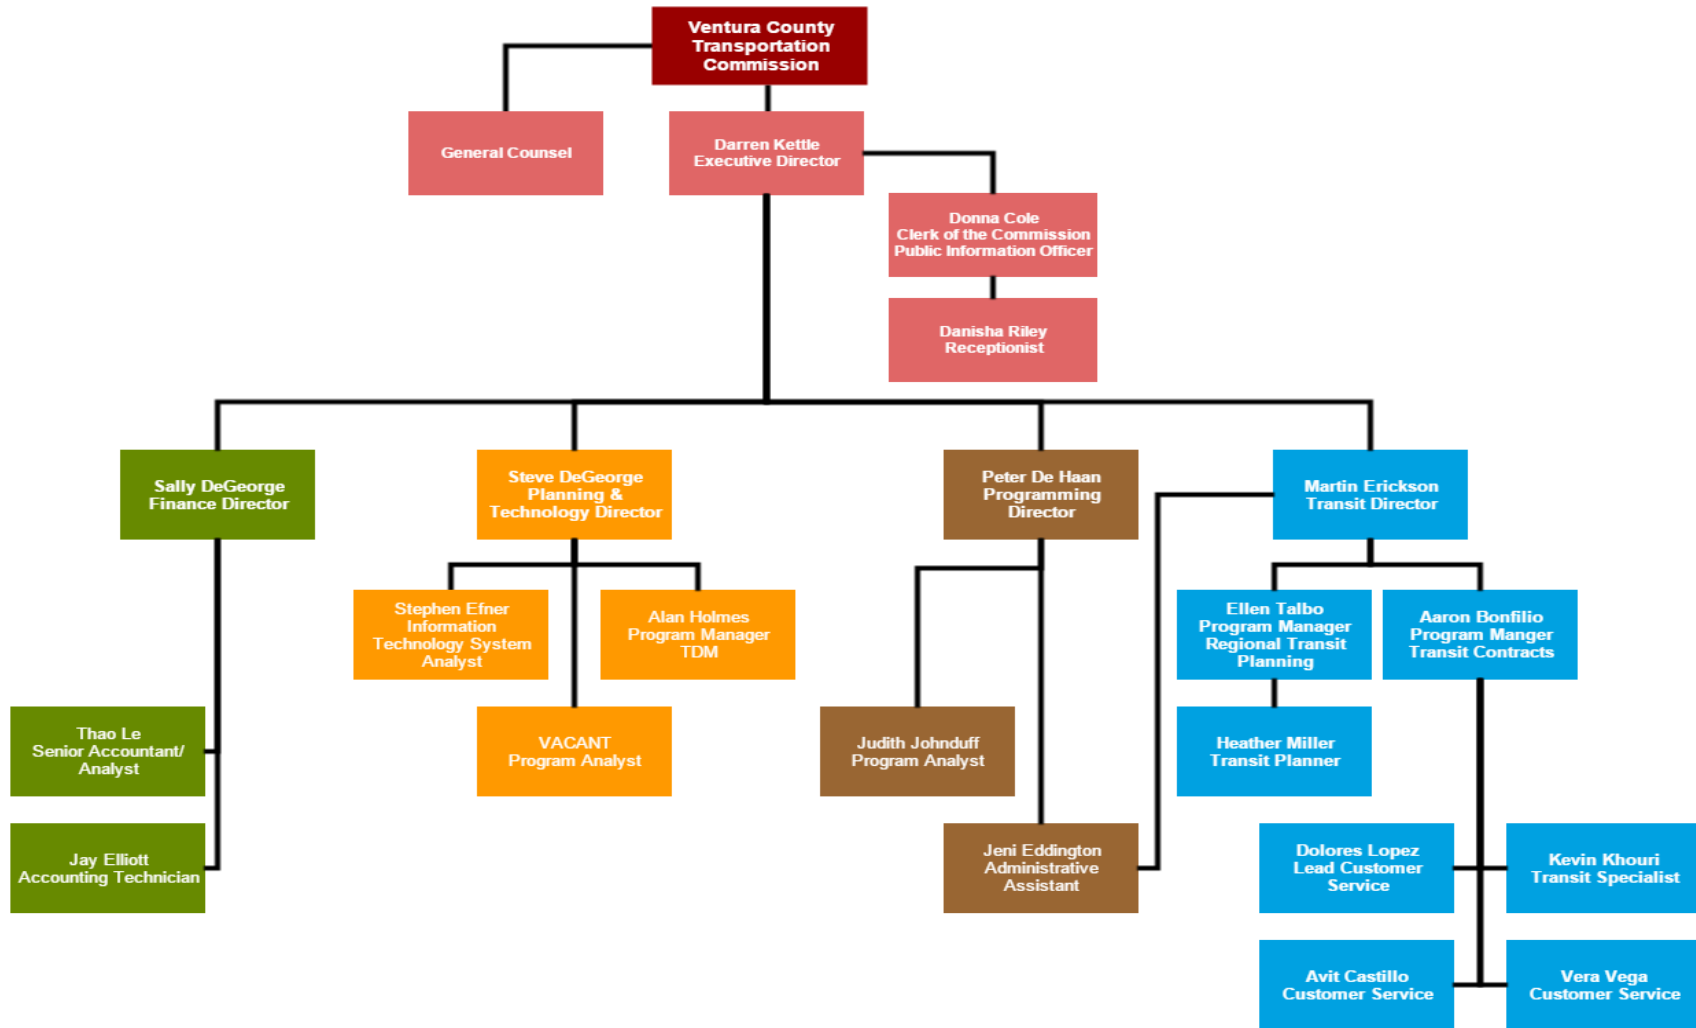 Ventura County
Transportation
Commission
General Counsel
Darren Kettle
Executive Director
Donna Cole
Clerk of the Commission
Public Information Officer
Danisha Riley
Receptionist
Sally DeGeorge
Finance Director
Steve DeGeorge
Planning &
Technology Director
Peter De Haan
Programming
Director
Martin Erickson
Transit Director
Stephen Efner
Information
Technology System
Analyst
Alan Holmes
Program Manager
TDM
Ellen Talbo
Program Manager
Regional Transit
Planning
Aaron Bonfilio
Program Manger
Transit Contracts
Thao Le
Senior Accountant/
Analyst
VACANT
Program Analyst
Judith Johnduff
Program Analyst
Heather Miller
Transit Planner
Jay Elliott
Accounting Technician
Jeni Eddington
Administrative
Assistant
Dolores Lopez
Lead Customer
Service
Kevin Khouri
Transit Specialist
Avit Castillo
Customer Service
Vera Vega
Customer Service